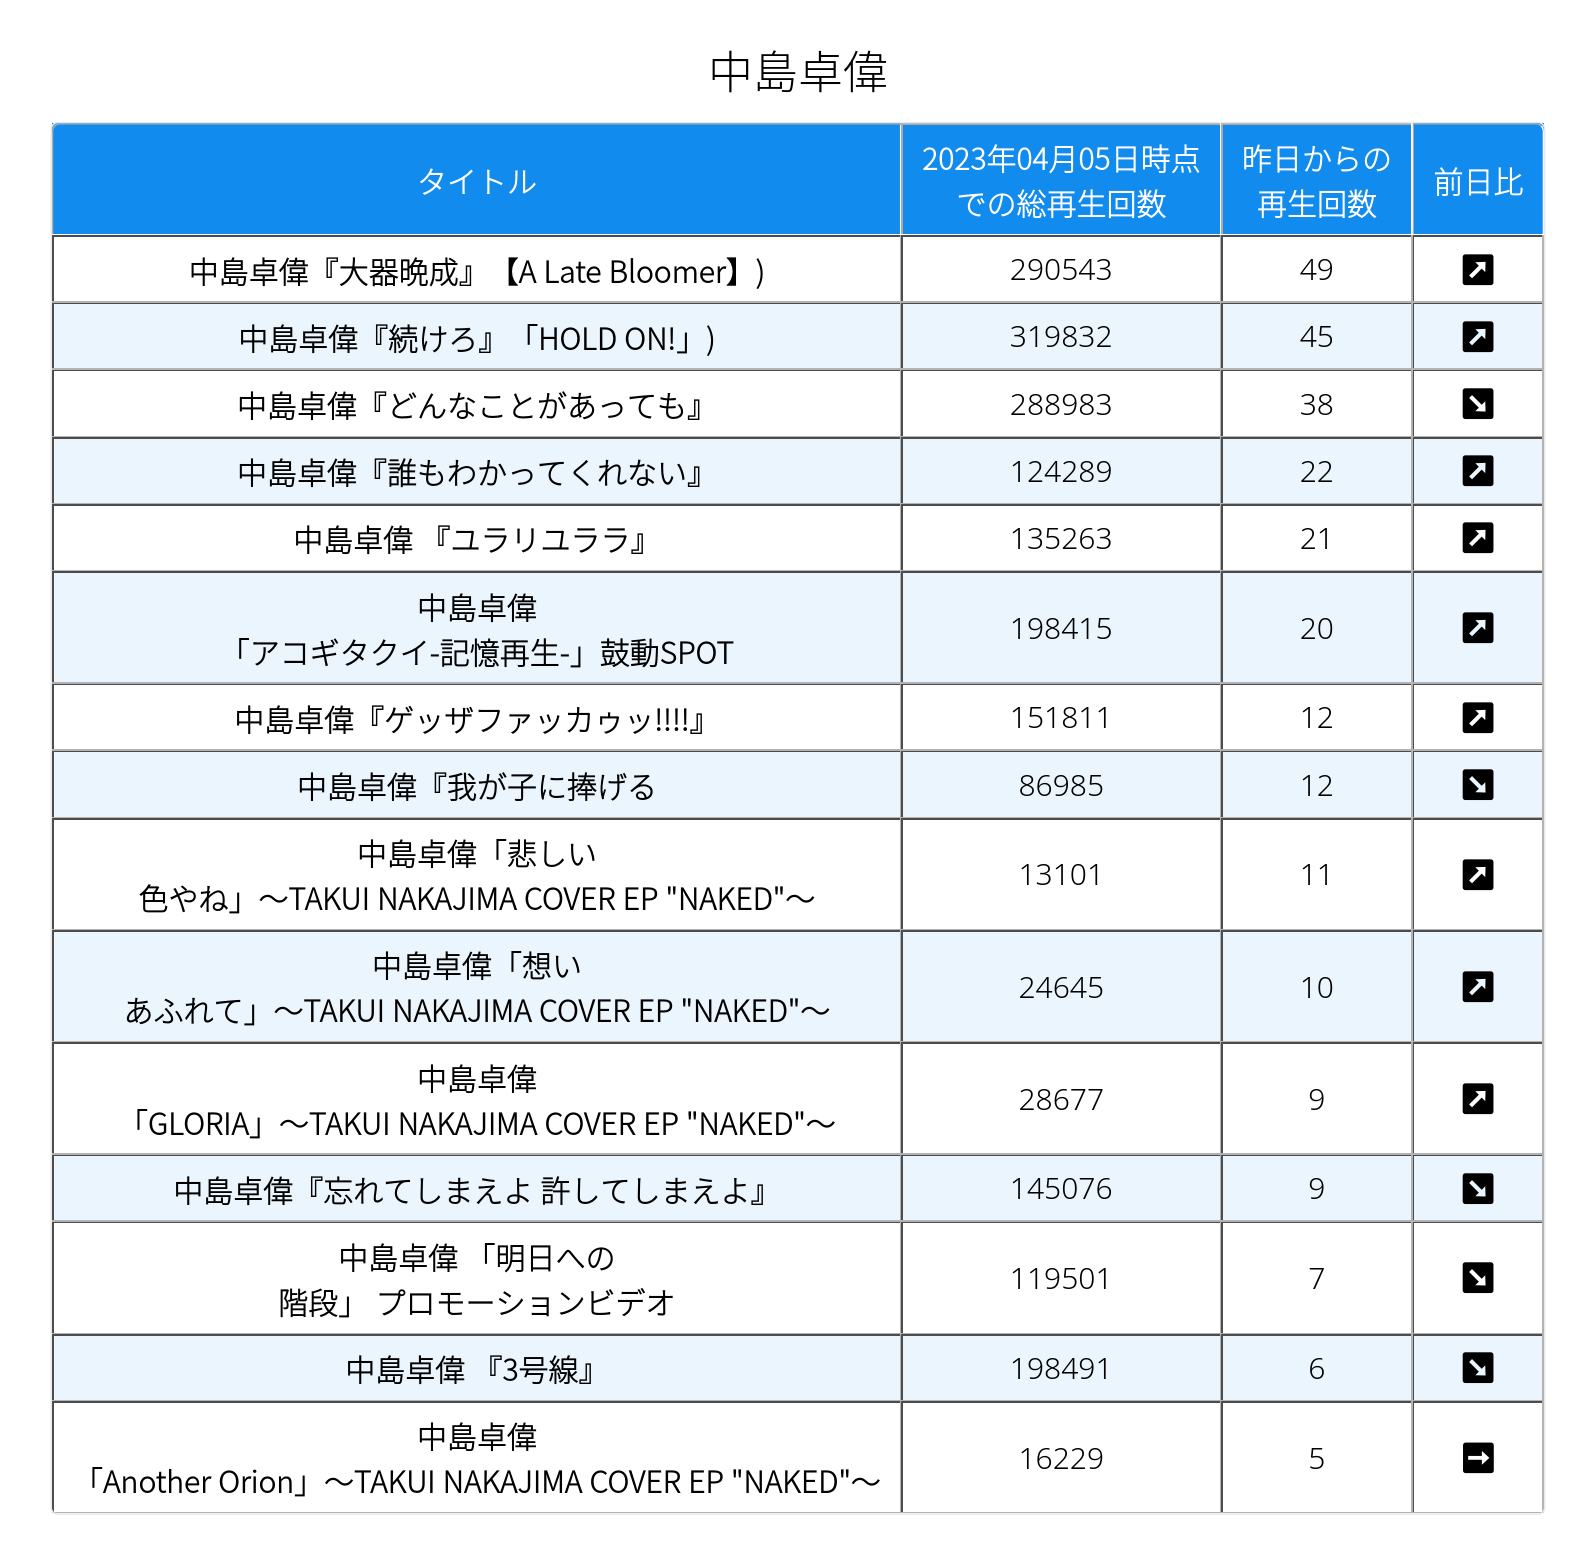 中島卓偉
タイトル
2023年04月05日時点
での総再生回数
昨日からの
再生回数
前日比
中島卓偉『大器晩成』【A Late Bloomer】)
290543
49
中島卓偉『続けろ』「HOLD ON!」)
319832
45
中島卓偉『どんなことがあっても』
288983
38
中島卓偉『誰もわかってくれない』
124289
22
中島卓偉 『ユラリユララ』
135263
21
中島卓偉
「アコギタクイ-記憶再生-」鼓動SPOT
198415
20
中島卓偉『ゲッザファッカゥッ!!!!』
151811
12
中島卓偉『我が子に捧げる
86985
12
中島卓偉「悲しい
色やね」〜TAKUI NAKAJIMA COVER EP "NAKED"〜
13101
11
中島卓偉「想い
あふれて」〜TAKUI NAKAJIMA COVER EP "NAKED"〜
24645
10
中島卓偉
「GLORIA」〜TAKUI NAKAJIMA COVER EP "NAKED"〜
28677
9
中島卓偉『忘れてしまえよ 許してしまえよ』
145076
9
中島卓偉 「明日への
階段」 プロモーションビデオ
119501
7
中島卓偉 『3号線』
198491
6
中島卓偉
「Another Orion」〜TAKUI NAKAJIMA COVER EP "NAKED"〜
16229
5